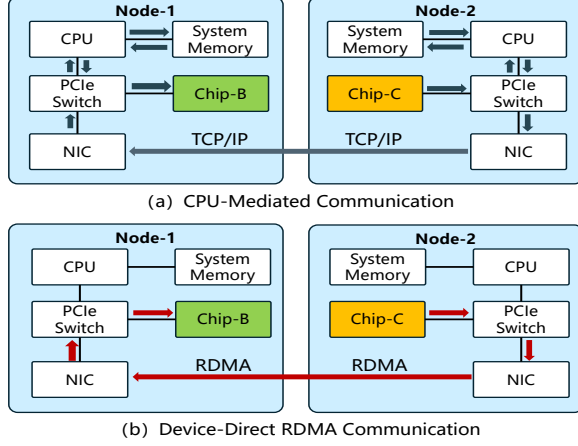 Node-1
Node-2
CPU
System
Memory
System
Memory
CPU
PCIe
Switch
Chip-B
Chip-C
PCIe
Switch
NIC
TCP/IP
TCP/IP
NIC
(a) CPU-Mediated Communication
Node-1
Node-2
CPU
System
Memory
System
Memory
CPU
PCIe
Switch
Chip-B
Chip-C
PCIe
Switch
NIC
RDMA
RDMA
NIC
(b) Device-Direct RDMA Communication